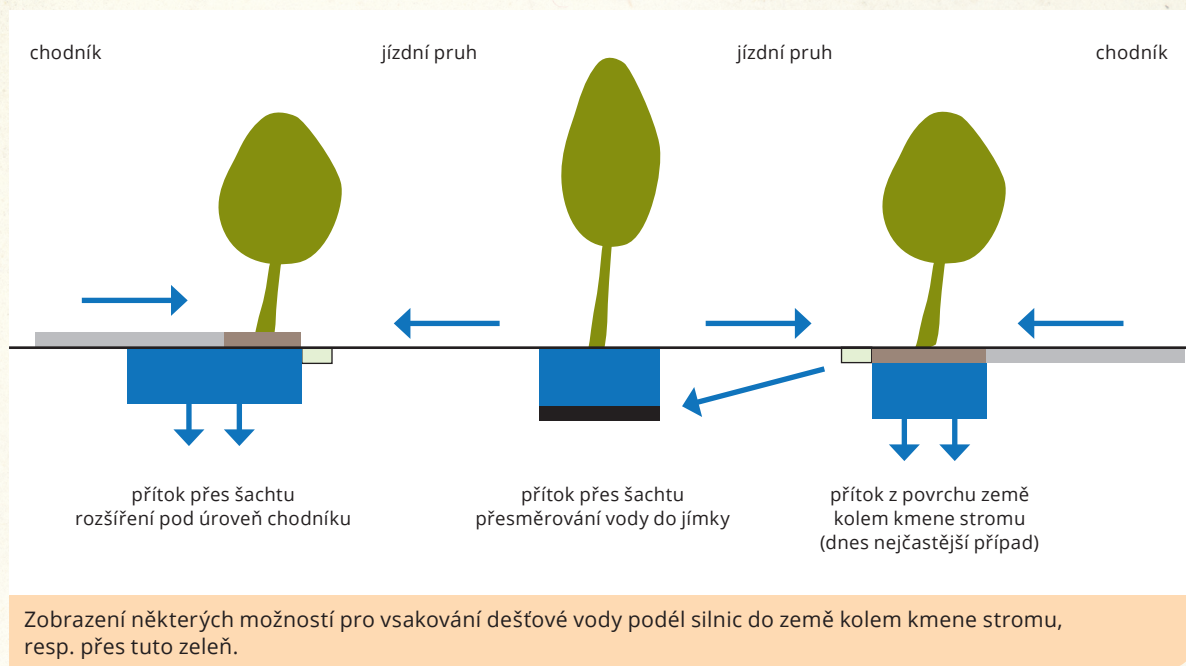 chodník
jízdní pruh
jízdní pruh
chodník
přítok přes šachtu
rozšíření pod úroveň chodníku
přítok přes šachtu
přesměrování vody do jímky
přítok z povrchu země
kolem kmene stromu
(dnes nejčastější případ)
Zobrazení některých možností pro vsakování dešťové vody podél silnic do země kolem kmene stromu,
resp. přes tuto zeleň.